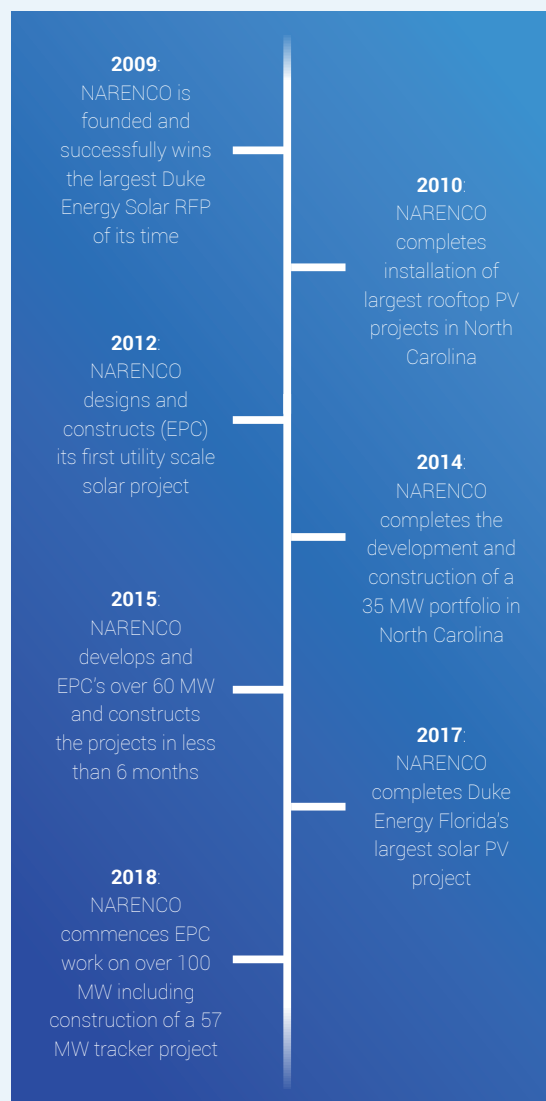 2009:
NARENCO is
founded and
successfully wins
the largest Duke
Energy Solar RFP
of its time
2010:
NARENCO
completes
installation of
largest rooftop PV
projects in North
Carolina
2012:
NARENCO
designs and
constructs (EPC)
its first utility scale
solar project
2014:
NARENCO
completes the
development and
construction of a
35 MW portfolio in
North Carolina
2015:
NARENCO
develops and
EPC's over 60 MW
and constructs
the projects in less
than 6 months
2017:
NARENCO
completes Duke
Energy Florida's
largest solar PV
project
2018:
NARENCO
commences EPC
work on over 100
MW including
construction of a 57
MW tracker project